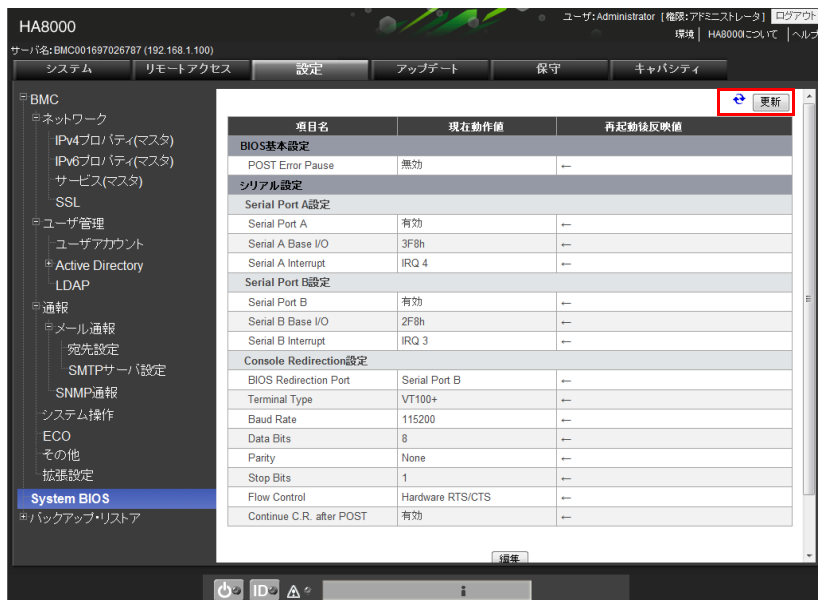 HA8000
ユーザ:Administrator [権限:アドミニストレータ] ログアウト
環境 | HA8000について | ヘルプ
サーバ名:BMC001697026787 (192.168.1.100)
システム リモートアクセス 設定 アップデート 保守 キャパシティ
BMC
ネットワーク
IPv4プロパティ(マスタ)
IPv6プロパティ(マスタ)
サービス(マスタ)
SSL
ユーザ管理
ユーザアカウント
Active Directory
LDAP
通報
メール通報
宛先設定
SMTPサーバ設定
SNMP通報
システム操作
ECO
その他
拡張設定
System BIOS
バックアップ・リストア
更新
項目名 現在動作値 再起動後反映値
BIOS基本設定
POST Error Pause 無効 ←
シリアル設定
Serial Port A設定
Serial Port A 有効 ←
Serial A Base I/O 3F8h ←
Serial A Interrupt IRQ 4 ←
Serial Port B設定
Serial Port B 有効 ←
Serial B Base I/O 2F8h ←
Serial B Interrupt IRQ 3 ←
Console Redirection設定
BIOS Redirection Port Serial Port B ←
Terminal Type VT100+ ←
Baud Rate 115200 ←
Data Bits 8 ←
Parity None ←
Stop Bits 1 ←
Flow Control Hardware RTS/CTS ←
Continue C.R. after POST 有効 ←
編集
ID